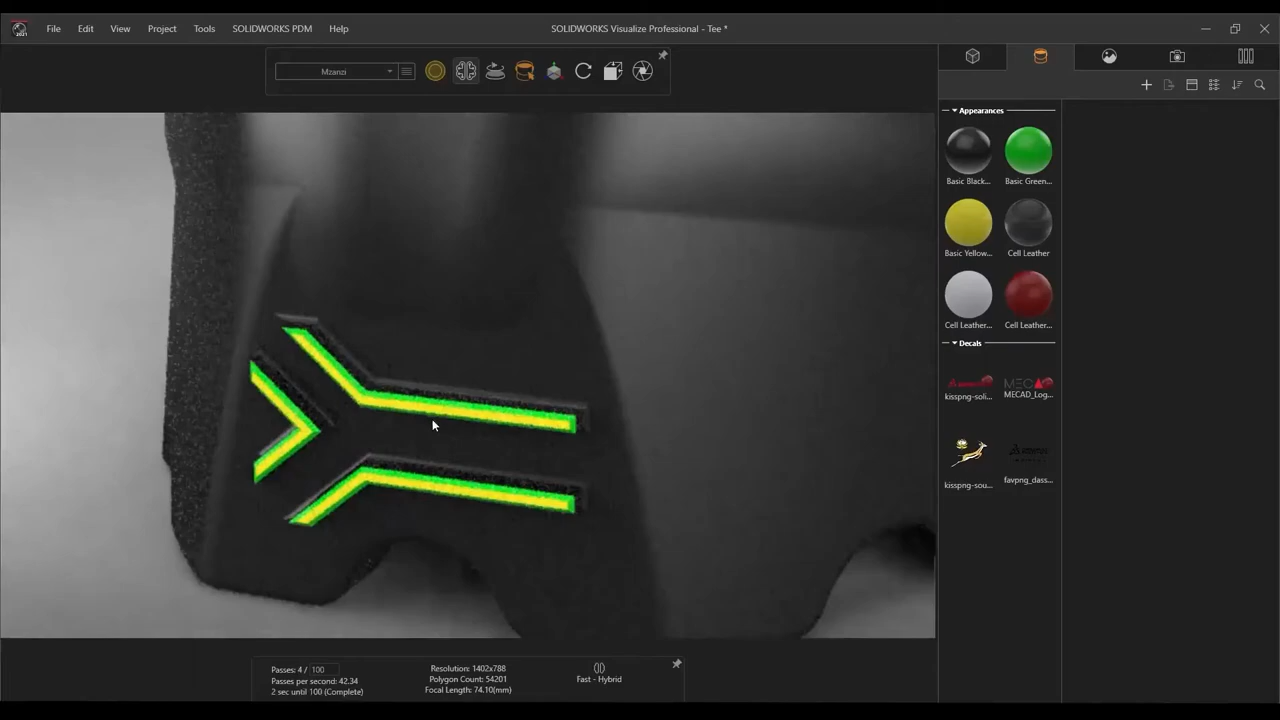 2021
File Edit View Project Tools SOLIDWORKS PDM Help
SOLIDWORKS Visualize Professional - Tee *
Mzanzi
Appearances
Basic Black... Basic Green...
Basic Yellow... Cell Leather
Cell Leather... Cell Leather...
Decals
kisspng-soli... MECAD_Log...
kisspng-sou... favpng_dass...
Passes: 4 / 100
Passes per second: 42.34
2 sec until 100 (Complete)
Resolution: 1402x788
Polygon Count: 54201
Focal Length: 74.10(mm)
Fast - Hybrid